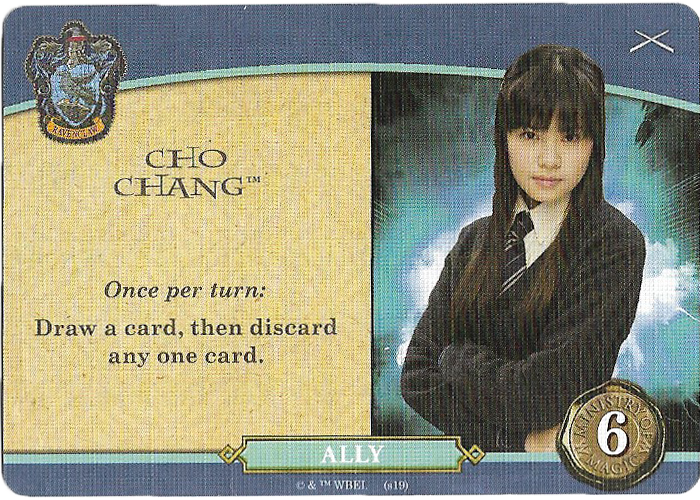 RAVENCLAW
CHO
CHANG™
Once per turn:
Draw a card, then discard
any one card.
MINISTRY OF
MAGIC
6
ALLY
© & ™ WBEI. (s19)